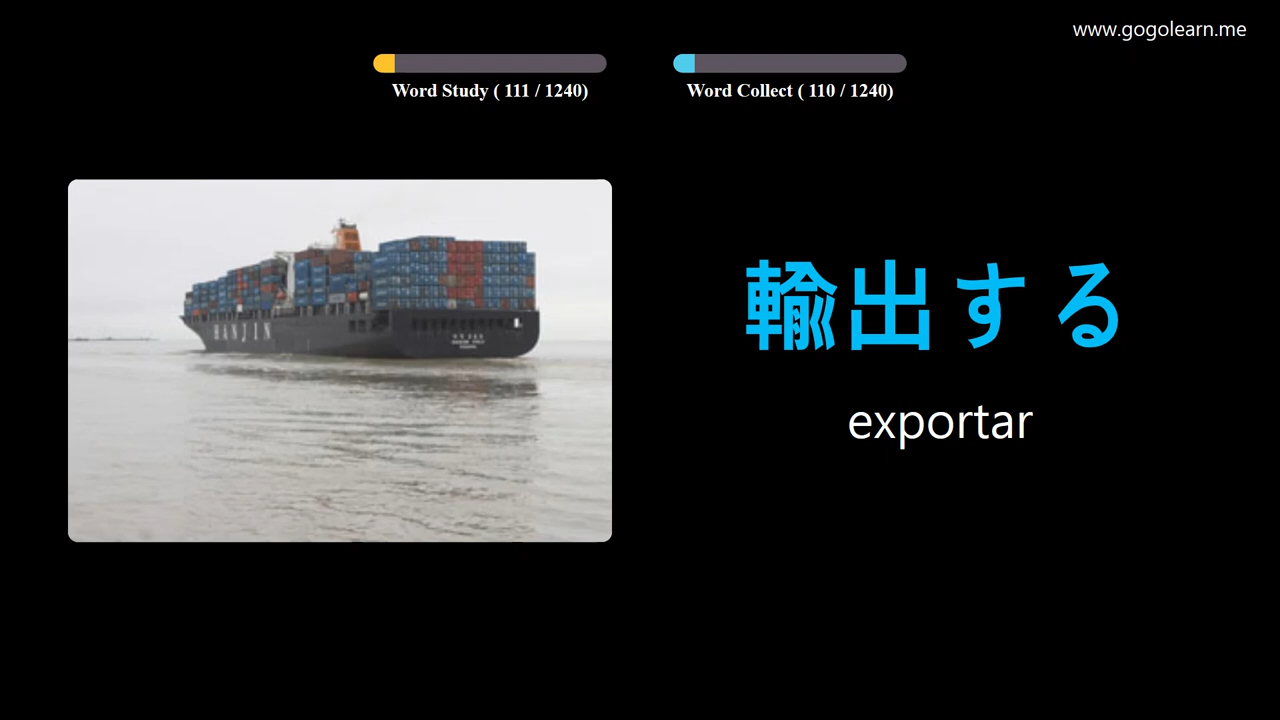 www.gogolearn.me
Word Study ( 111 / 1240)
Word Collect ( 110 / 1240)
HANJIN
輸出する
exportar